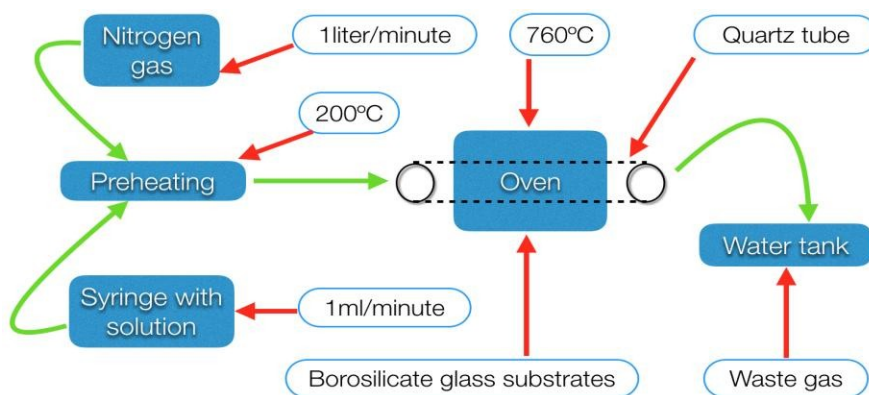 Nitrogen
gas
1liter/minute
760ºC
Quartz tube
200ºC
Preheating
Oven
Water tank
Syringe with
solution
1ml/minute
Borosilicate glass substrates
Waste gas